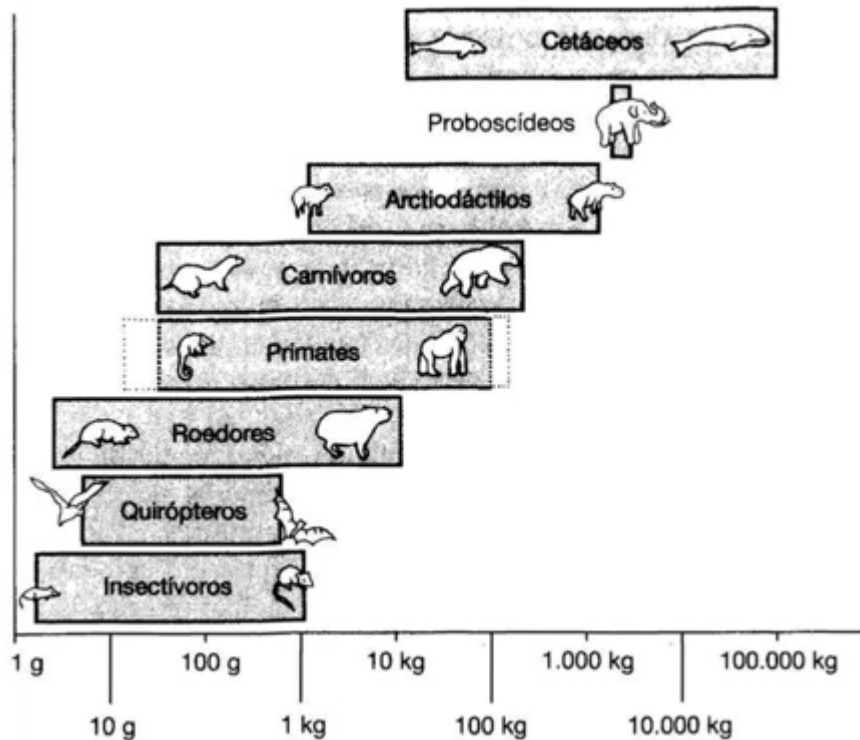 Cetáceos
Proboscídeos
Arctiodáctilos
Carnívoros
Primates
Roedores
Quirópteros
Insectívoros
1 g
100 g
10 kg
1.000 kg
100.000 kg
10 g
1 kg
100 kg
10.000 kg